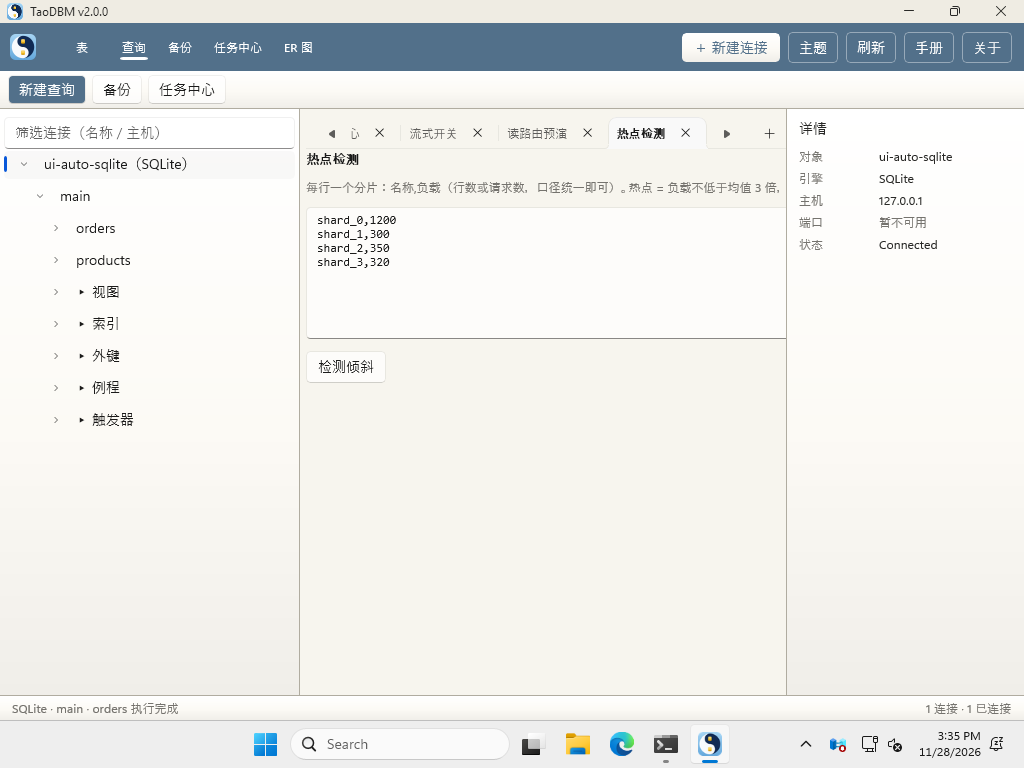 TaoDBM v2.0.0
表
查询
备份
任务中心
ER 图
+ 新建连接
主题
刷新
手册
关于
新建查询
备份
任务中心
筛选连接（名称 / 主机）
ui-auto-sqlite（SQLite）
main
orders
products
视图
索引
外键
例程
触发器
流式开关
读路由预演
热点检测
热点检测
每行一个分片：名称,负载（行数或请求数，口径统一即可）。热点 = 负载不低于均值 3 倍,
shard_0,1200
shard_1,300
shard_2,350
shard_3,320
检测倾斜
详情
对象 ui-auto-sqlite
引擎 SQLite
主机 127.0.0.1
端口 暂不可用
状态 Connected
SQLite · main · orders 执行完成
1 连接 · 1 已连接
Search
3:35 PM
11/28/2026